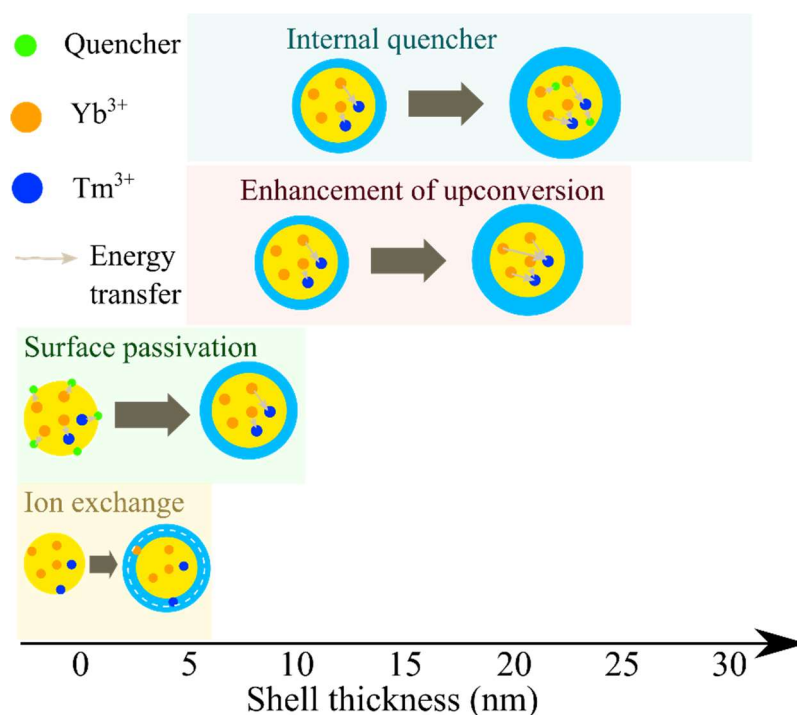 Quencher
Yb³⁺
Tm³⁺
Energy
transfer
Internal quencher
Enhancement of upconversion
Surface passivation
Ion exchange
0 5 10 15 20 25 30
Shell thickness (nm)